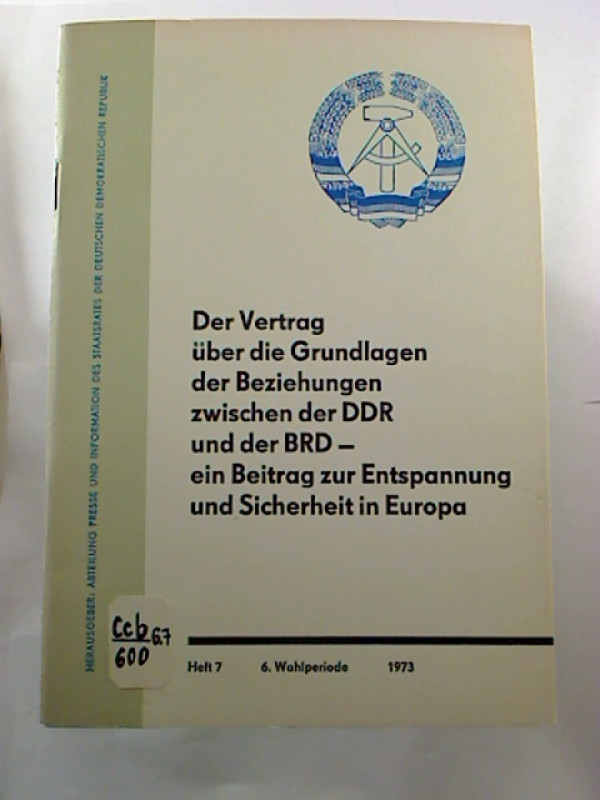 HERAUSGEBER: ABTEILUNG PRESSE UND INFORMATION DES STAATSRATES DER DEUTSCHEN DEMOKRATISCHEN REPUBLIK
Der Vertrag
über die Grundlagen
der Beziehungen
zwischen der DDR
und der BRD —
ein Beitrag zur Entspannung
und Sicherheit in Europa
Ccb 6.7
600
Heft 7 6. Wahlperiode 1973